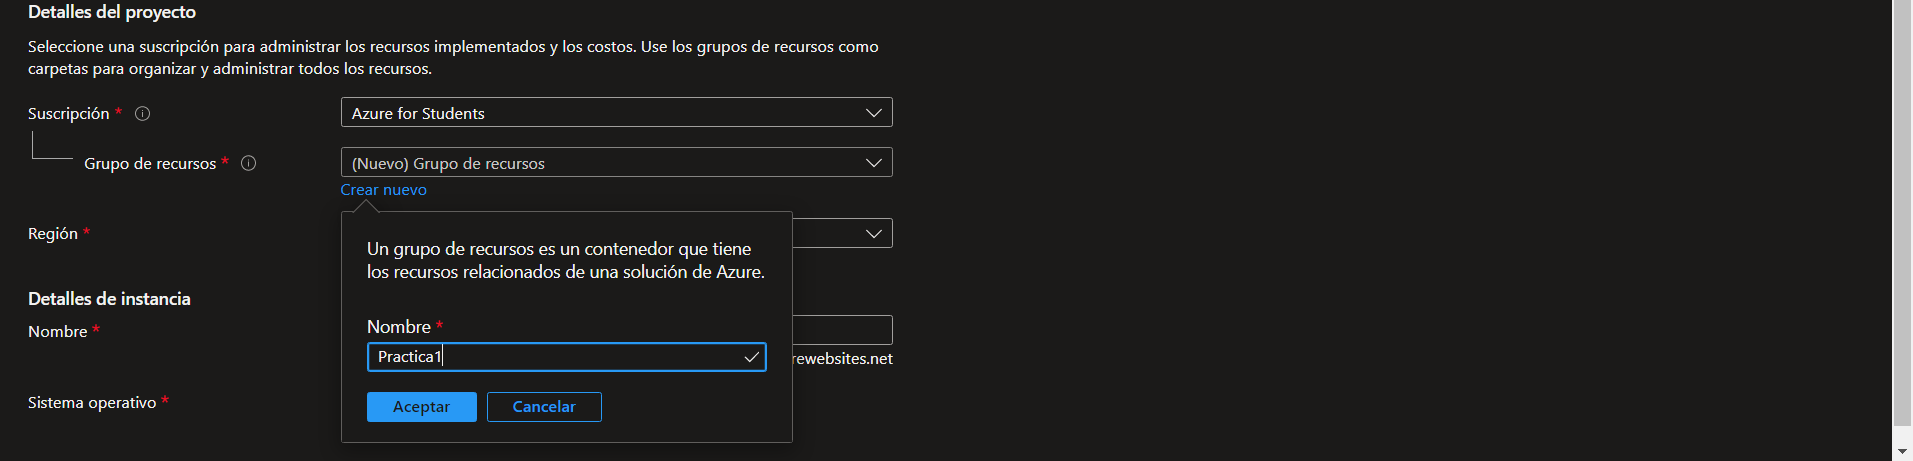 Detalles del proyecto
Seleccione una suscripción para administrar los recursos implementados y los costos. Use los grupos de recursos como
carpetas para organizar y administrar todos los recursos.
Suscripción *
Azure for Students
Grupo de recursos *
(Nuevo) Grupo de recursos
Crear nuevo
Región *
Un grupo de recursos es un contenedor que tiene
los recursos relacionados de una solución de Azure.
Detalles de instancia
Nombre *
Nombre *
Practica1
rewebsites.net
Sistema operativo *
Aceptar
Cancelar